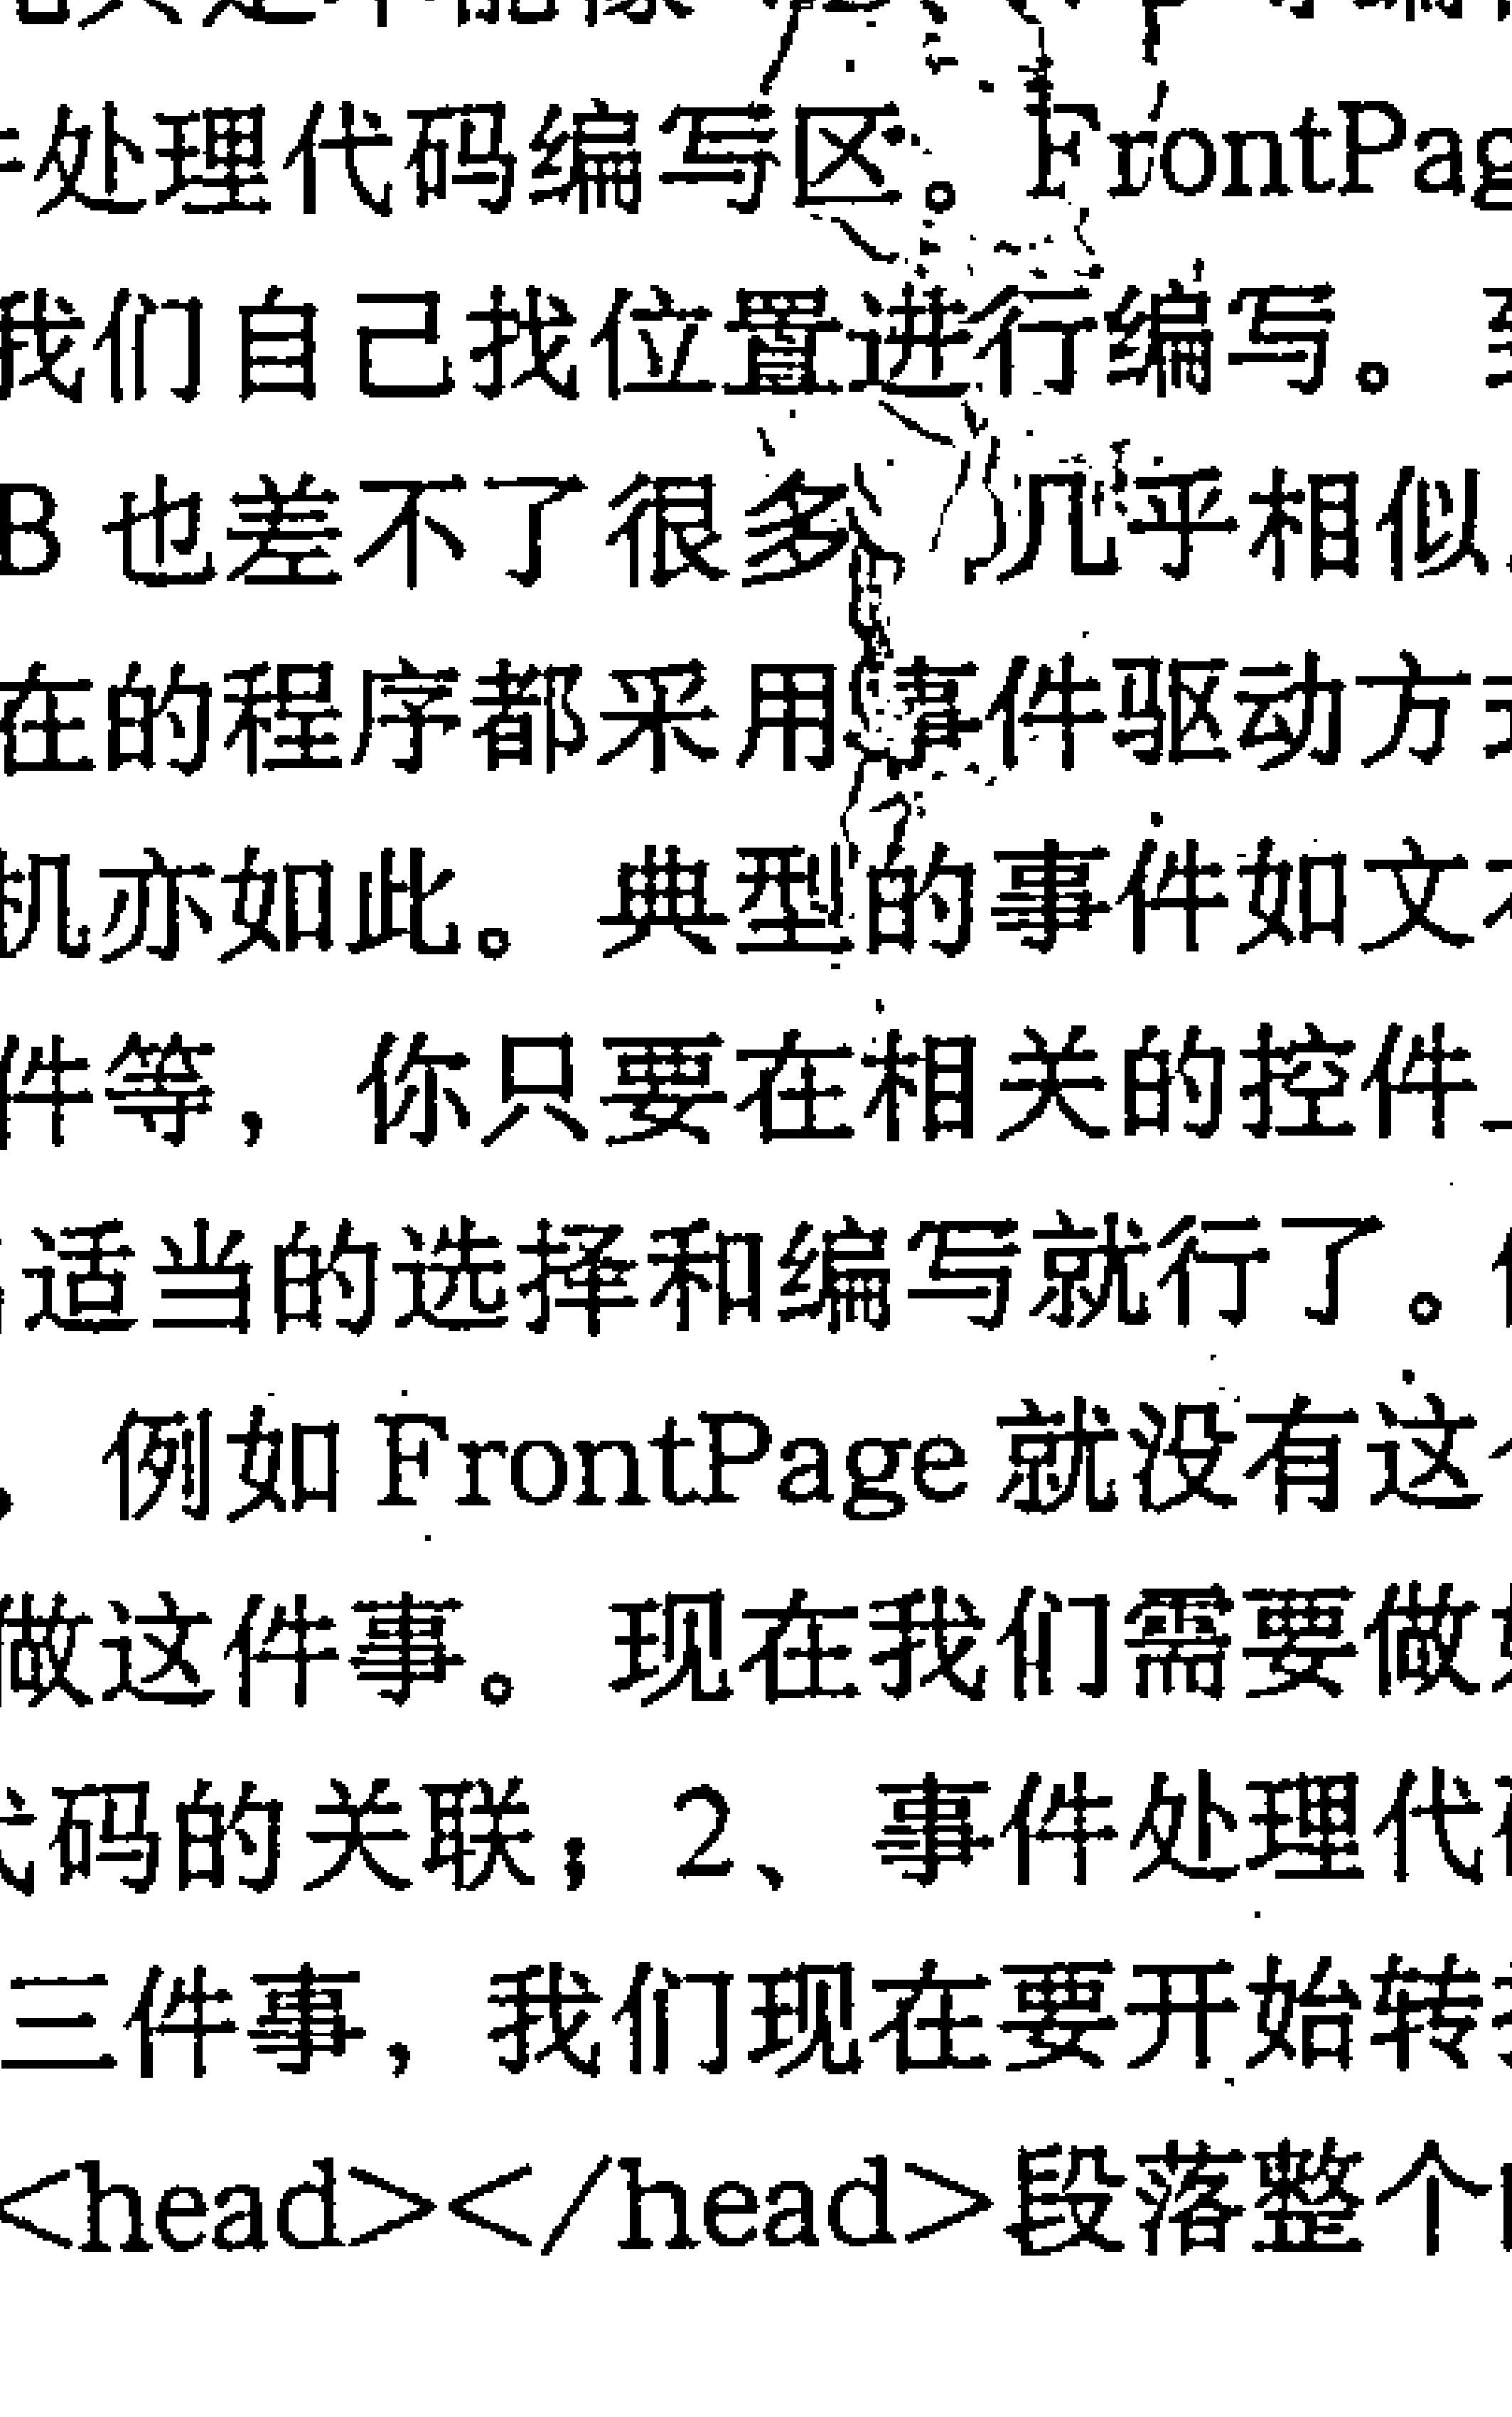 处理代码编写区。FrontPag
我们自己找位置进行编写。
B 也差不了很多，几乎相似
在的程序都采用事件驱动方式
机亦如此。典型的事件如文
件等，你只要在相关的控件
适当的选择和编写就行了。
，例如 FrontPage 就没有这
做这件事。现在我们需要做
代码的关联；2、事件处理代
三件事，我们现在要开始转
<head></head>段落整个